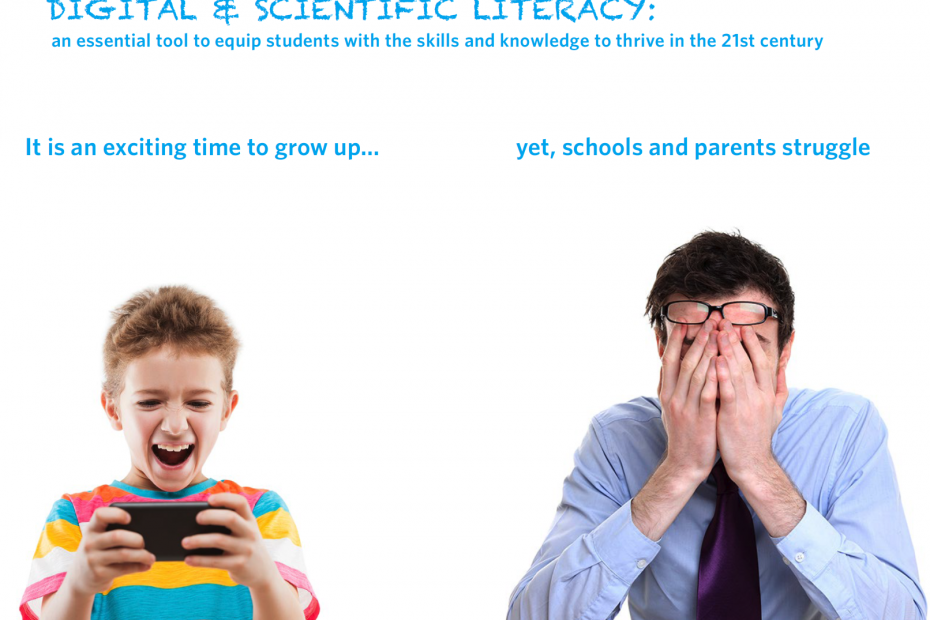 DIGITAL & SCIENTIFIC LITERACY:
an essential tool to equip students with the skills and knowledge to thrive in the 21st century
It is an exciting time to grow up...
yet, schools and parents struggle